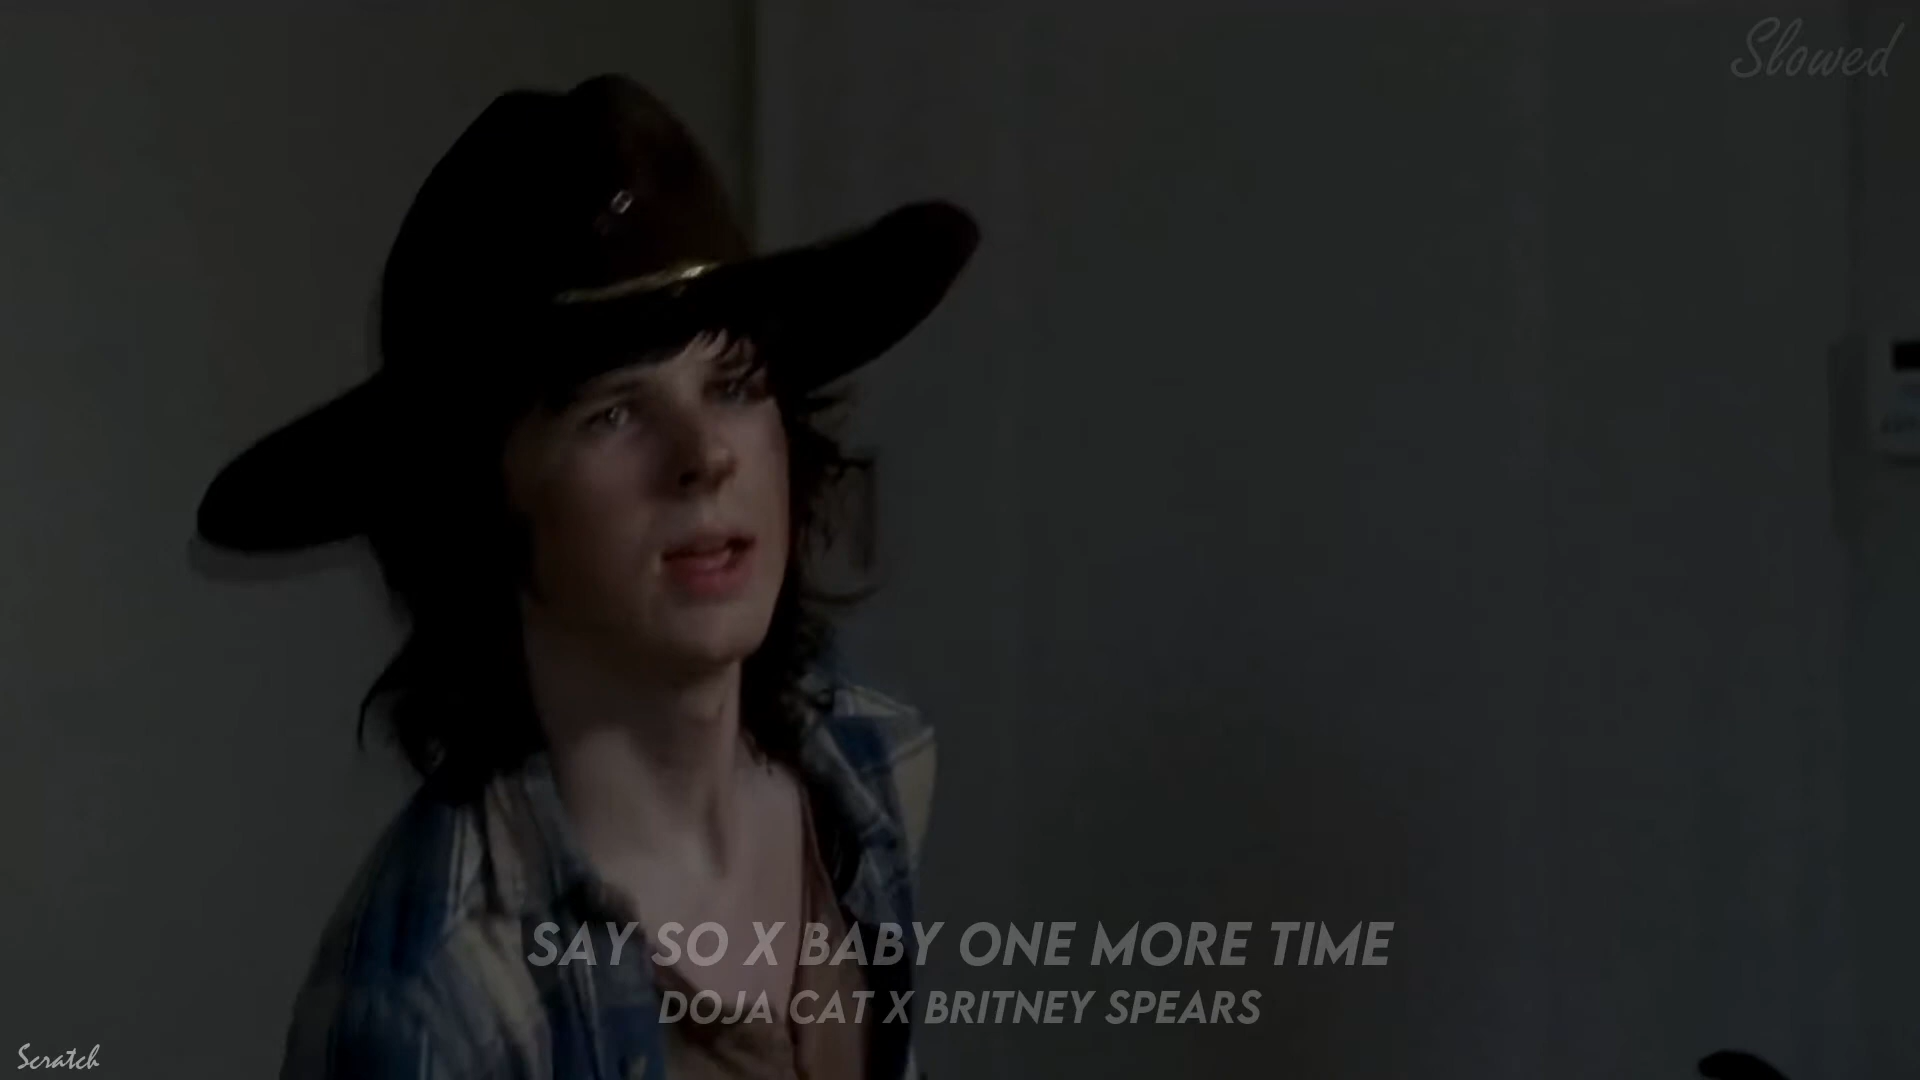 Slowed
SAY SO X BABY ONE MORE TIME
DOJA CAT X BRITNEY SPEARS
Scratch